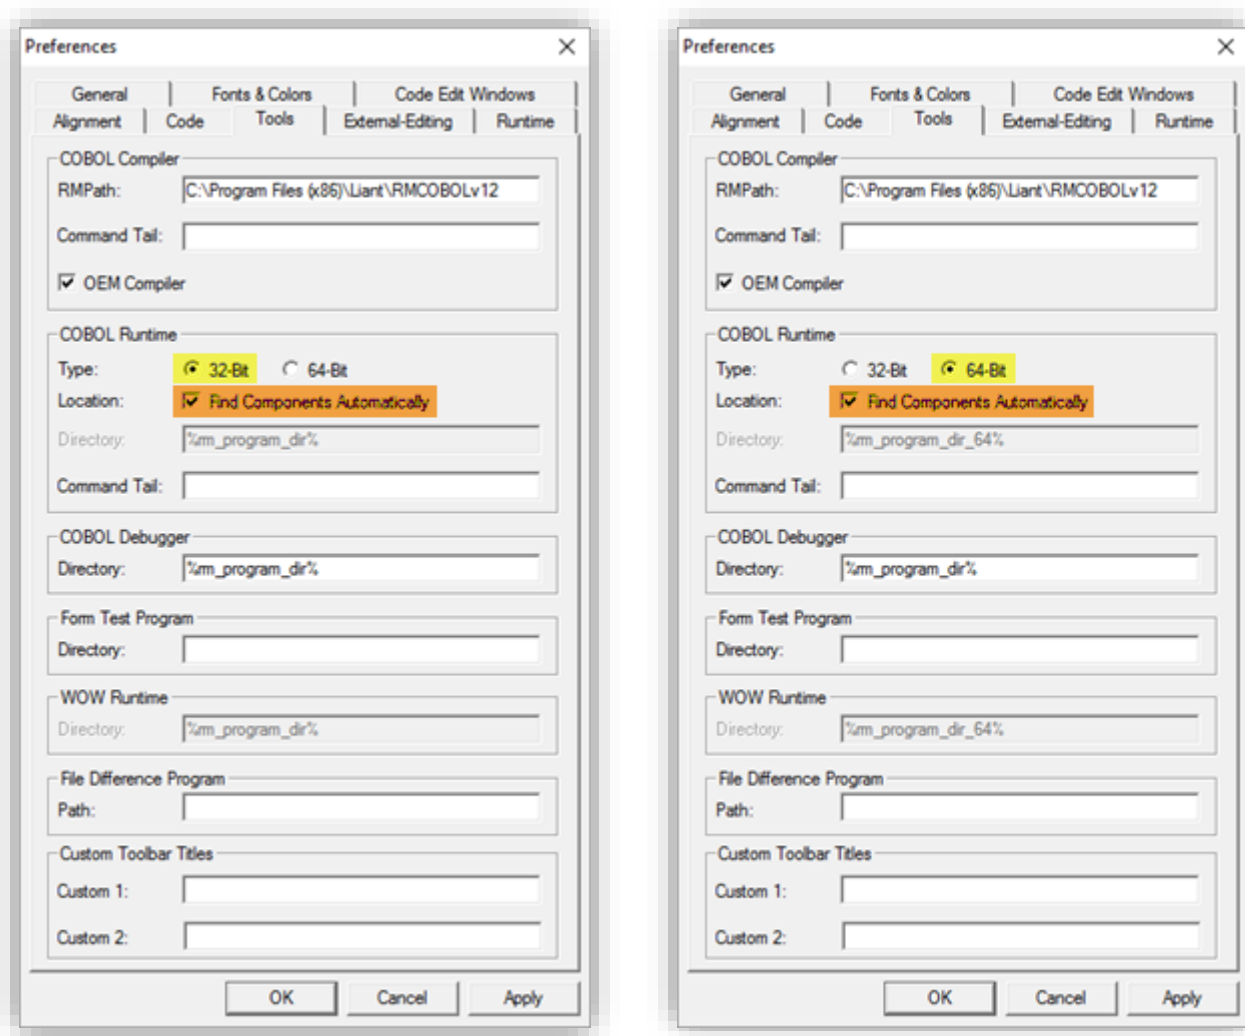 Preferences
General Fonts & Colors Code Edit Windows
Alignment Code Tools External-Editing Runtime
COBOL Compiler
RMPath: C:\Program Files (x86)\Liant\RMCOBOLv12
Command Tail:
OEM Compiler
COBOL Runtime
Type: 32-Bit 64-Bit
Location: Find Components Automatically
Directory: %rm_program_dir%
Command Tail:
COBOL Debugger
Directory: %rm_program_dir%
Form Test Program
Directory:
WOW Runtime
Directory: %rm_program_dir%
File Difference Program
Path:
Custom Toolbar Titles
Custom 1:
Custom 2:
OK Cancel Apply
Preferences
General Fonts & Colors Code Edit Windows
Alignment Code Tools External-Editing Runtime
COBOL Compiler
RMPath: C:\Program Files (x86)\Liant\RMCOBOLv12
Command Tail:
OEM Compiler
COBOL Runtime
Type: 32-Bit 64-Bit
Location: Find Components Automatically
Directory: %rm_program_dir_64%
Command Tail:
COBOL Debugger
Directory: %rm_program_dir%
Form Test Program
Directory:
WOW Runtime
Directory: %rm_program_dir_64%
File Difference Program
Path:
Custom Toolbar Titles
Custom 1:
Custom 2:
OK Cancel Apply